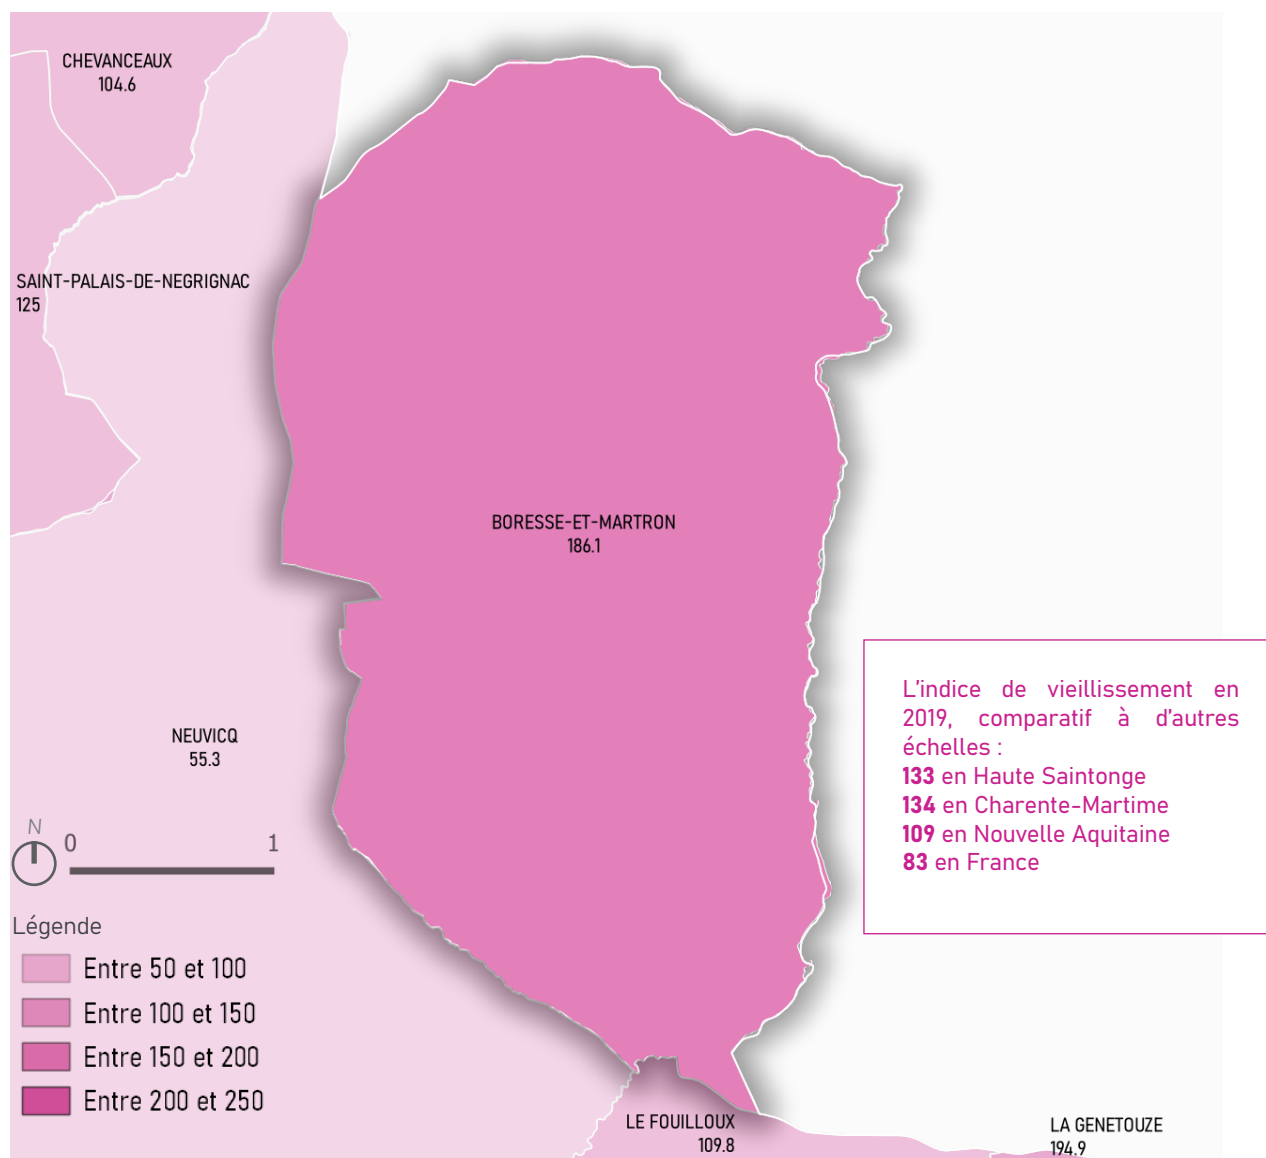 CHEVANCEAUX
104.6
SAINT-PALAIS-DE-NEGRIGNAC
125
BORESSE-ET-MARTRON
186.1
NEUVICQ
55.3
L'indice de vieillissement en
2019, comparatif à d'autres
échelles :
133 en Haute Saintonge
134 en Charente-Martime
109 en Nouvelle Aquitaine
83 en France
N
0 1
Légende
Entre 50 et 100
Entre 100 et 150
Entre 150 et 200
Entre 200 et 250
LE FOUILLOUX
109.8
LA GENETOUZE
194.9